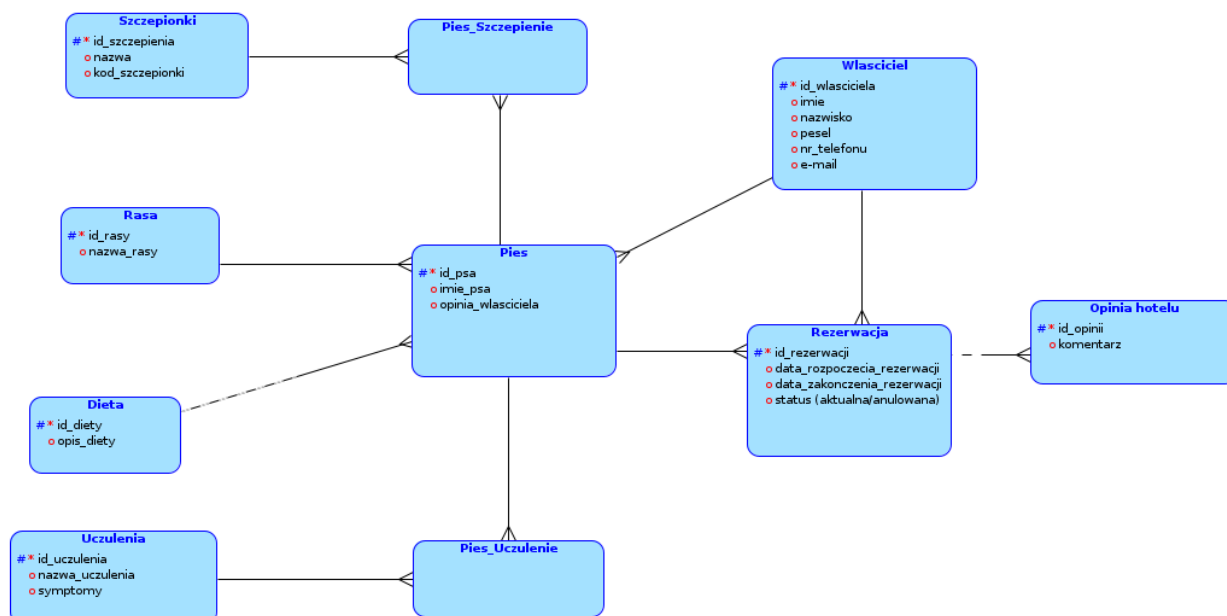 Szczepionki
# * id_szczepienia
o nazwa
o kod_szczepionki
Pies_Szczepienie
Wlasciciel
# * id_wlasciciela
o imie
o nazwisko
o pesel
o nr_telefonu
o e-mail
Rasa
# * id_rasy
o nazwa_rasy
Pies
# * id_psa
o imie_psa
o opinia_wlasciciela
Rezerwacja
# * id_rezerwacji
o data_rozpoczecia_rezerwacji
o data_zakonczenia_rezerwacji
o status (aktualna/anulowana)
Opinia hotelu
# * id_opinii
o komentarz
Dieta
# * id_diety
o opis_diety
Uczulenia
# * id_uczulenia
o nazwa_uczulenia
o symptomy
Pies_Uczulenie